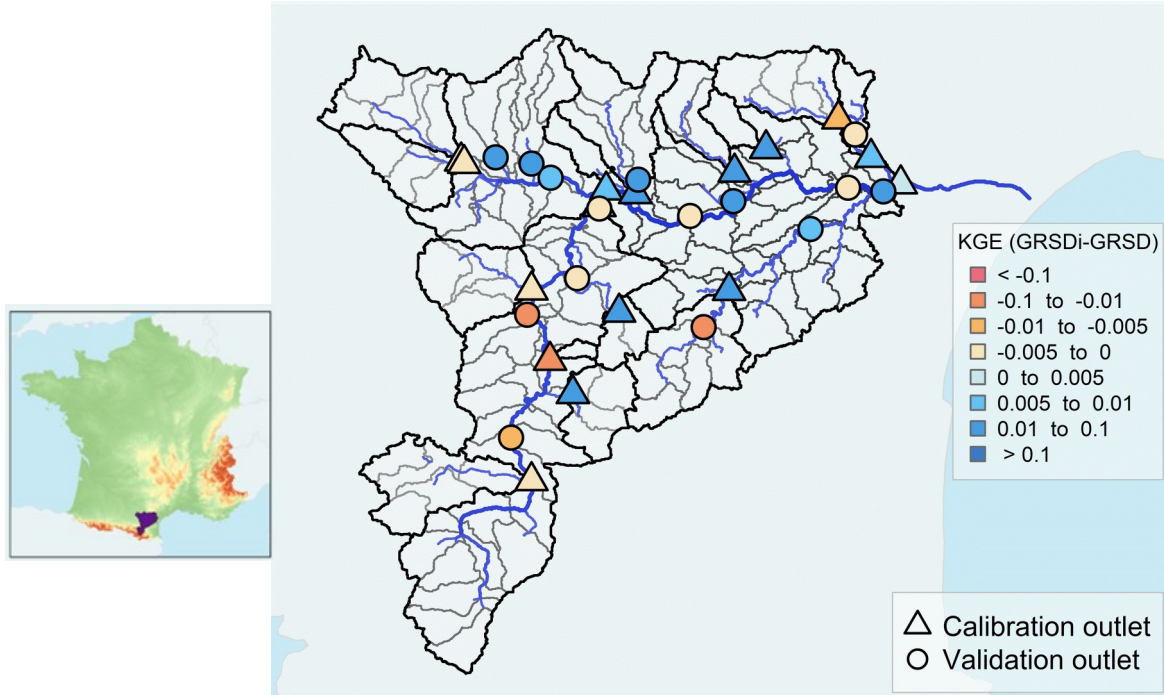 KGE (GRSDi-GRSD)
< -0.1
-0.1 to -0.01
-0.01 to -0.005
-0.005 to 0
0 to 0.005
0.005 to 0.01
0.01 to 0.1
> 0.1
Calibration outlet
Validation outlet